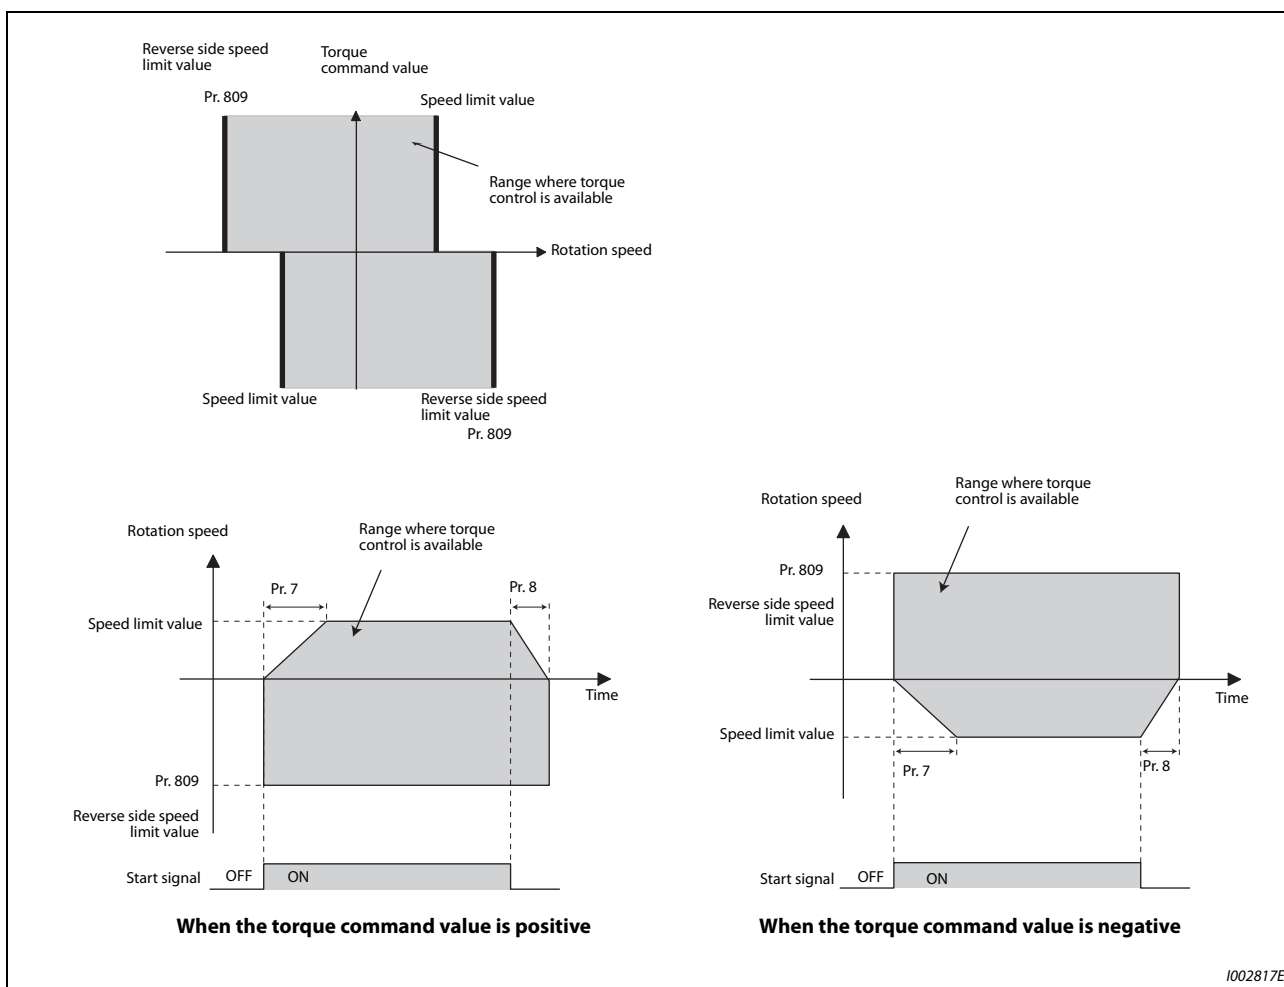 Reverse side speed
limit value
Pr. 809
Torque
command value
Speed limit value
Range where torque
control is available
Rotation speed
Speed limit value
Reverse side speed
limit value
Pr. 809
Rotation speed
Range where torque
control is available
Pr. 7
Pr. 8
Speed limit value
Time
Pr. 809
Reverse side speed
limit value
Start signal
OFF
ON
When the torque command value is positive
Range where torque
control is available
Rotation speed
Pr. 809
Reverse side speed
limit value
Time
Speed limit value
Pr. 7
Pr. 8
Start signal
OFF
ON
When the torque command value is negative
I002817E